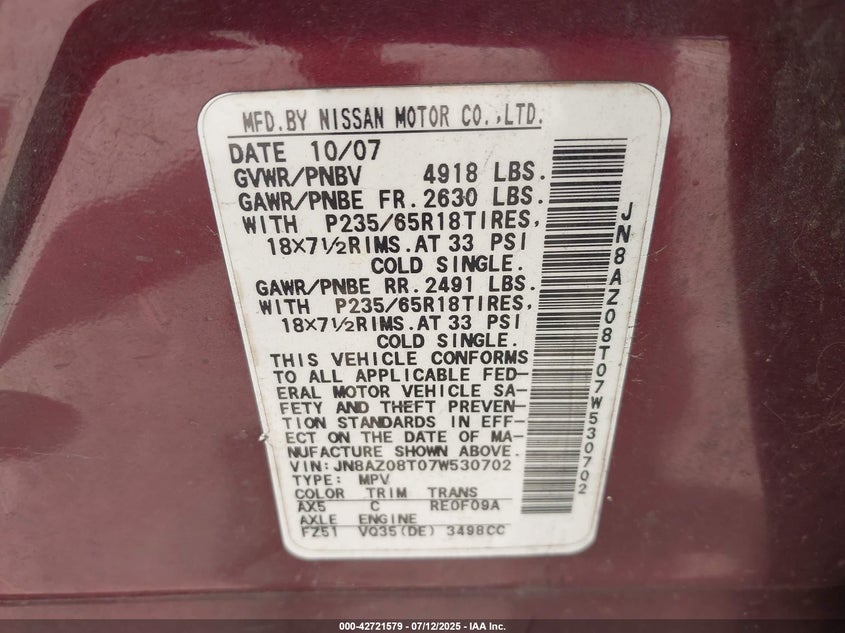 MFD.BY NISSAN MOTOR CO.,LTD.
DATE 10/07
GVWR/PNBV 4918 LBS.
GAWR/PNBE FR. 2630 LBS.
WITH P235/65R18TIRES,
18×7½RIMS.AT 33 PSI
COLD SINGLE.
GAWR/PNBE RR. 2491 LBS.
WITH P235/65R18TIRES,
18×7½RIMS.AT 33 PSI
COLD SINGLE.
THIS VEHICLE CONFORMS
TO ALL APPLICABLE FED-
ERAL MOTOR VEHICLE SA-
FETY AND THEFT PREVEN-
TION STANDARDS IN EFF-
ECT ON THE DATE OF MA-
NUFACTURE SHOWN ABOVE.
VIN:JN8AZ08T07W530702
TYPE: MPV
COLOR TRIM TRANS
AX5 C RE0F09A
AXLE ENGINE
FZ51 VQ35(DE) 3498CC
JN8AZ08T07W530702
000-42721579 - 07/12/2025 - IAA Inc.